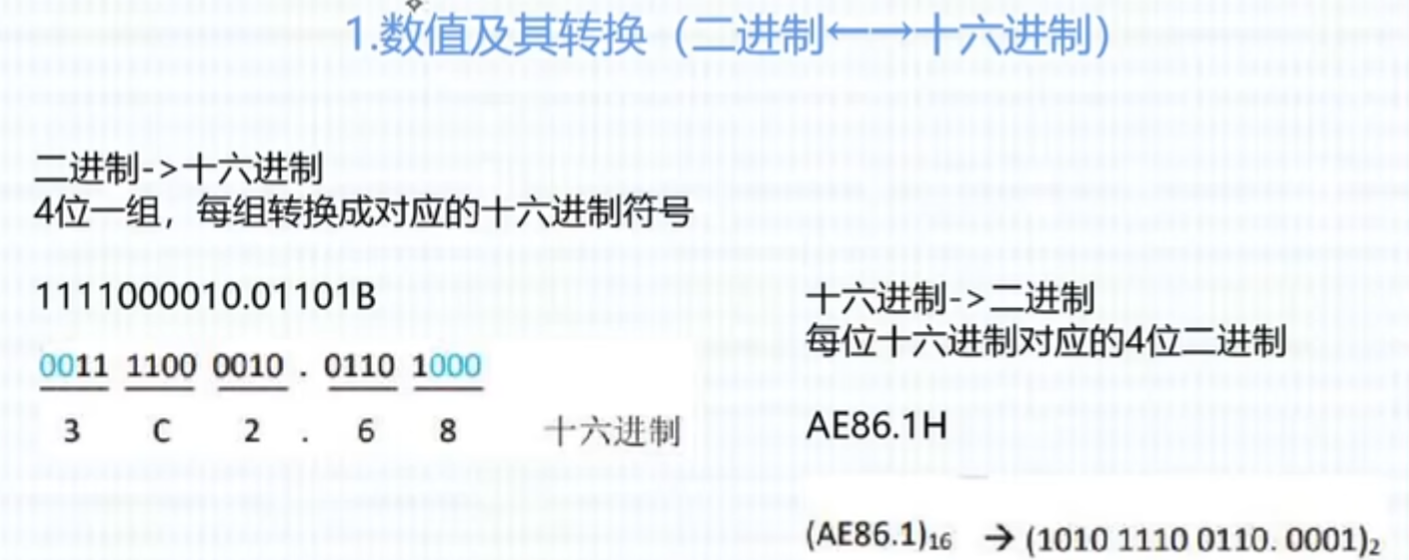 1.数值及其转换（二进制←→十六进制）
二进制->十六进制
4位一组，每组转换成对应的十六进制符号
1111000010.01101B
0011 1100 0010 . 0110 1000
3 C 2 . 6 8 十六进制
十六进制->二进制
每位十六进制对应的4位二进制
AE86.1H
(AE86.1)16 → (1010 1110 0110. 0001)2